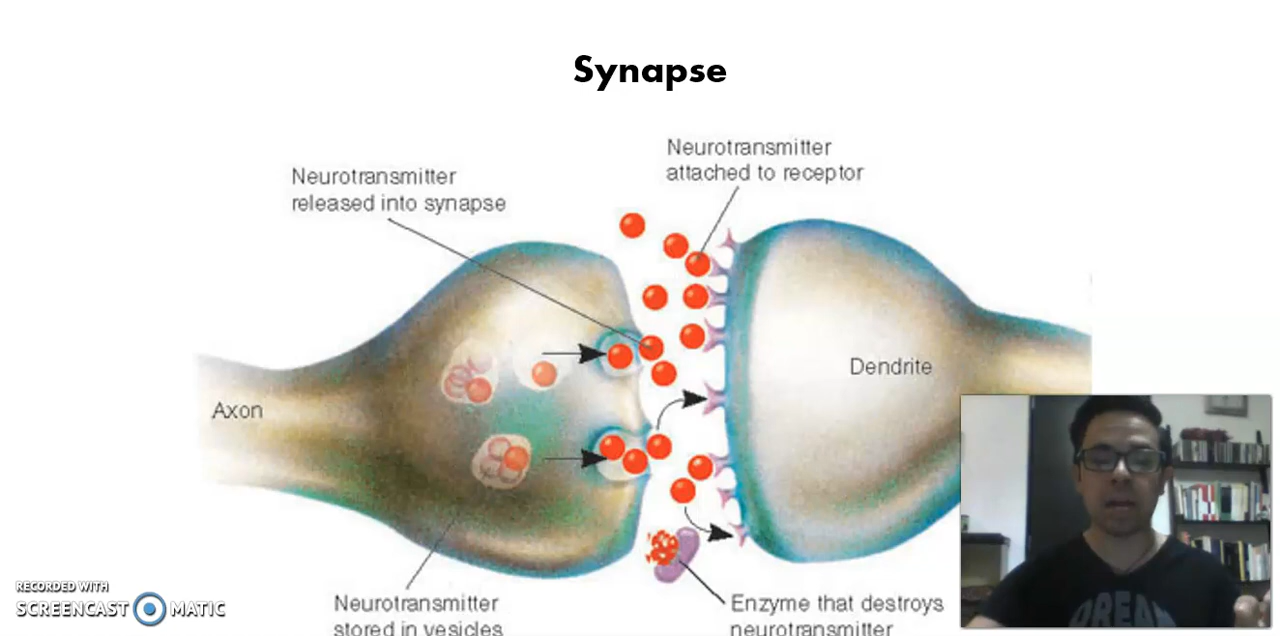 Synapse
Neurotransmitter
attached to receptor
Neurotransmitter
released into synapse
Axon
Dendrite
Neurotransmitter
stored in vesicles
Enzyme that destroys
neurotransmitter
RECORDED WITH
SCREENCAST MATIC
DREAM